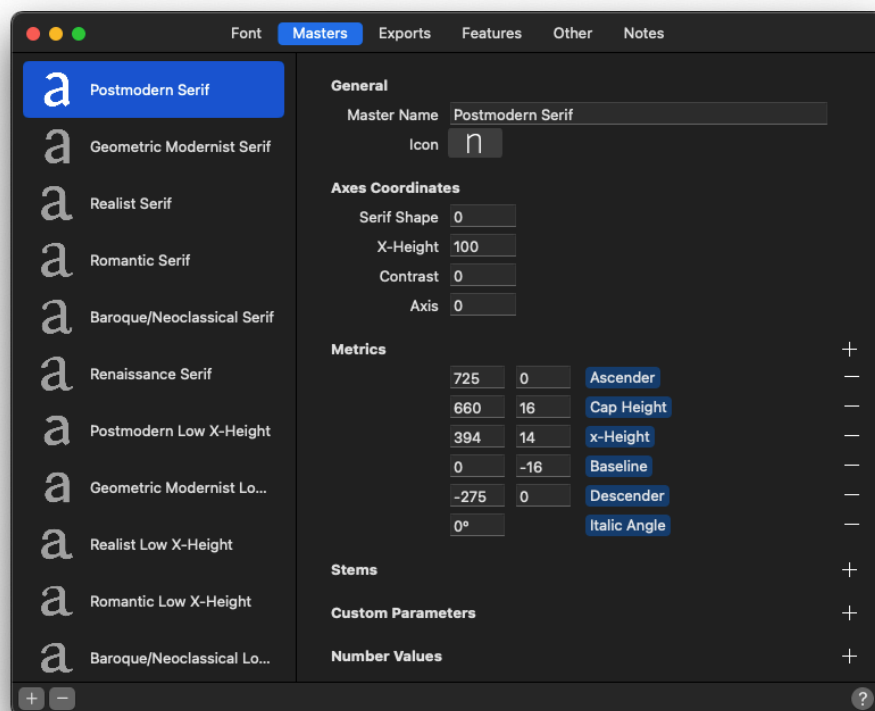 Font Masters Exports Features Other Notes
a Postmodern Serif
a Geometric Modernist Serif
a Realist Serif
a Romantic Serif
a Baroque/Neoclassical Serif
a Renaissance Serif
a Postmodern Low X-Height
a Geometric Modernist Lo...
a Realist Low X-Height
a Romantic Low X-Height
a Baroque/Neoclassical Lo...
+ −
General
Master Name Postmodern Serif
Icon n
Axes Coordinates
Serif Shape 0
X-Height 100
Contrast 0
Axis 0
Metrics +
725 0 Ascender −
660 16 Cap Height −
394 14 x-Height −
0 -16 Baseline −
-275 0 Descender −
0° Italic Angle −
Stems +
Custom Parameters +
Number Values +
?